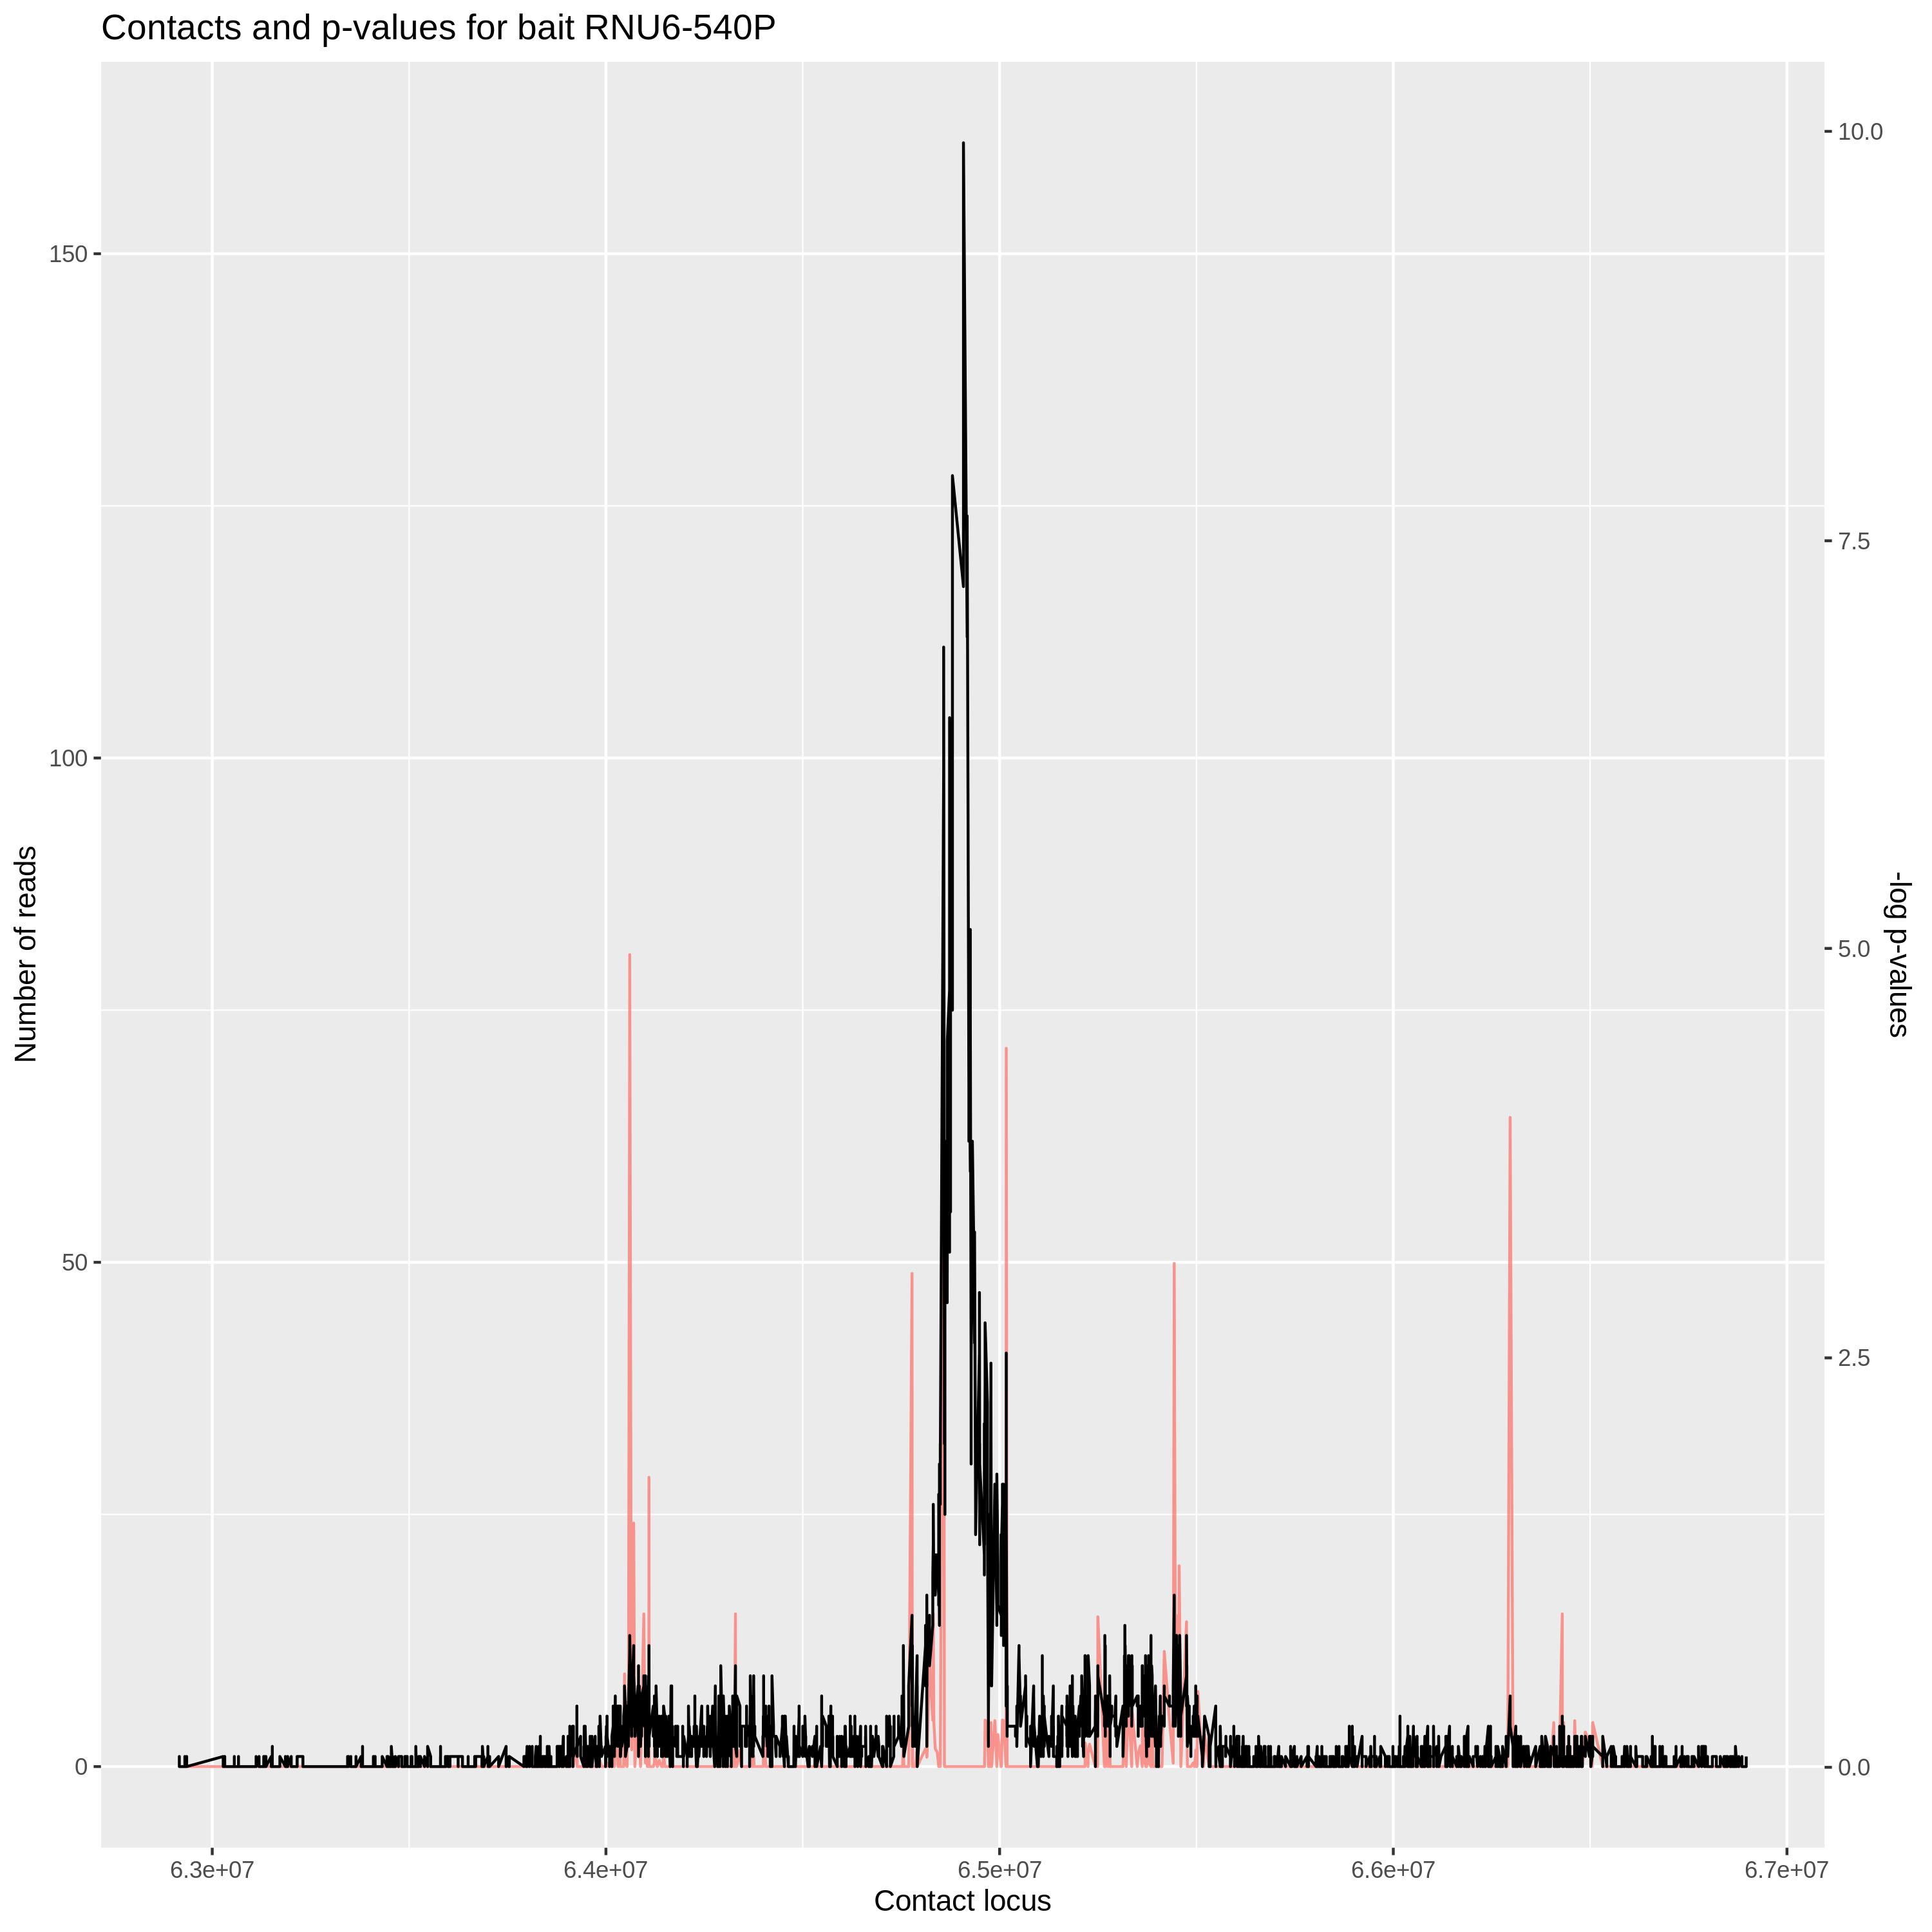 Contacts and p-values for bait RNU6-540P
150
100
50
0
Number of reads
10.0
7.5
5.0
2.5
0.0
-log p-values
6.3e+07
6.4e+07
6.5e+07
6.6e+07
6.7e+07
Contact locus